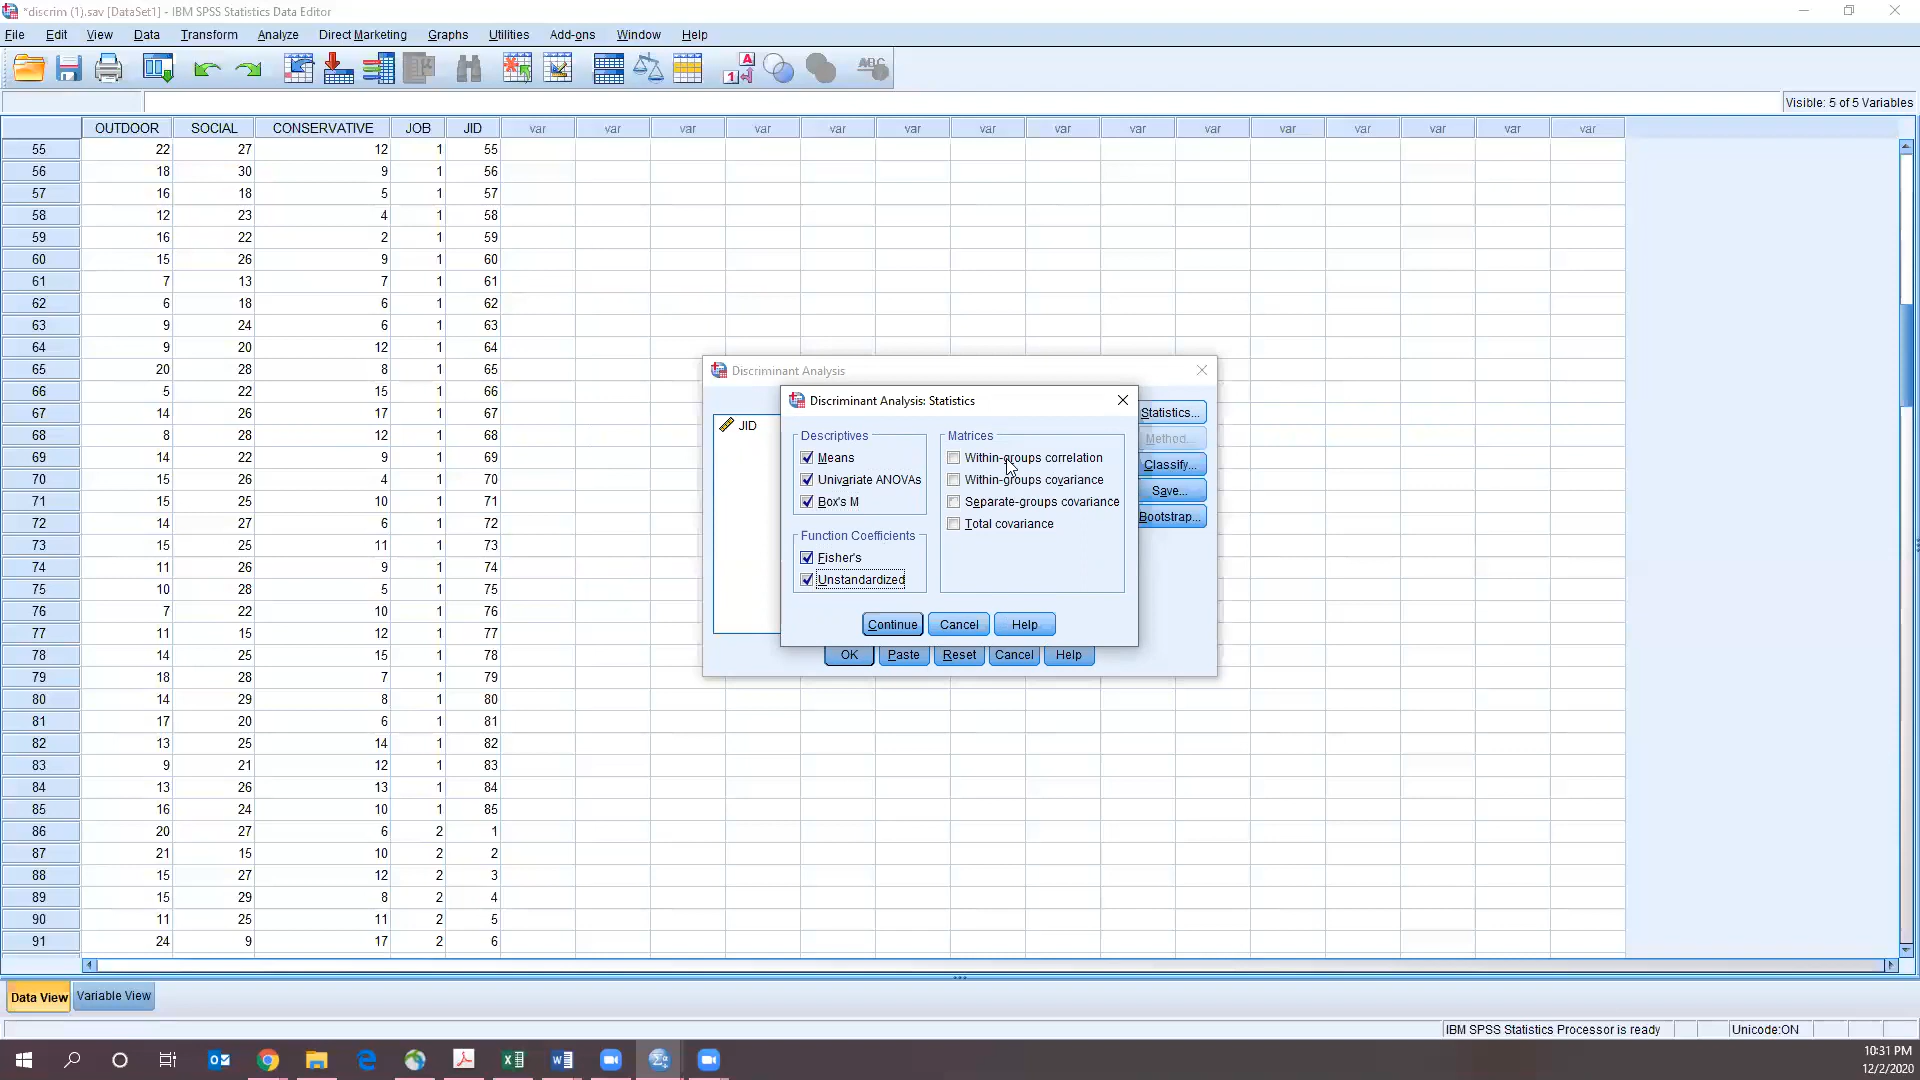 *discrim (1).sav [DataSet1] - IBM SPSS Statistics Data Editor
File Edit View Data Transform Analyze Direct Marketing Graphs Utilities Add-ons Window Help
Visible: 5 of 5 Variables
OUTDOOR SOCIAL CONSERVATIVE JOB JID var var var var var var var var var var var var var var var
55 22 27 12 1 55
56 18 30 9 1 56
57 16 18 5 1 57
58 12 23 4 1 58
59 16 22 2 1 59
60 15 26 9 1 60
61 7 13 7 1 61
62 6 18 6 1 62
63 9 24 6 1 63
64 9 20 12 1 64
65 20 28 8 1 65
66 5 22 15 1 66
67 14 26 17 1 67
68 8 28 12 1 68
69 14 22 9 1 69
70 15 26 4 1 70
71 15 25 10 1 71
72 14 27 6 1 72
73 15 25 11 1 73
74 11 26 9 1 74
75 10 28 5 1 75
76 7 22 10 1 76
77 11 15 12 1 77
78 14 25 15 1 78
79 18 28 7 1 79
80 14 29 8 1 80
81 17 20 6 1 81
82 13 25 14 1 82
83 9 21 12 1 83
84 13 26 13 1 84
85 16 24 10 1 85
86 20 27 6 2 1
87 21 15 10 2 2
88 15 27 12 2 3
89 15 29 8 2 4
90 11 25 11 2 5
91 24 9 17 2 6
Discriminant Analysis
JID
Statistics...
Method...
Classify...
Save...
Bootstrap...
OK Paste Reset Cancel Help
Discriminant Analysis: Statistics
Descriptives
Means
Univariate ANOVAs
Box's M
Function Coefficients
Fisher's
Unstandardized
Matrices
Within-groups correlation
Within-groups covariance
Separate-groups covariance
Total covariance
Continue Cancel Help
Data View Variable View
IBM SPSS Statistics Processor is ready Unicode:ON
10:31 PM
12/2/2020